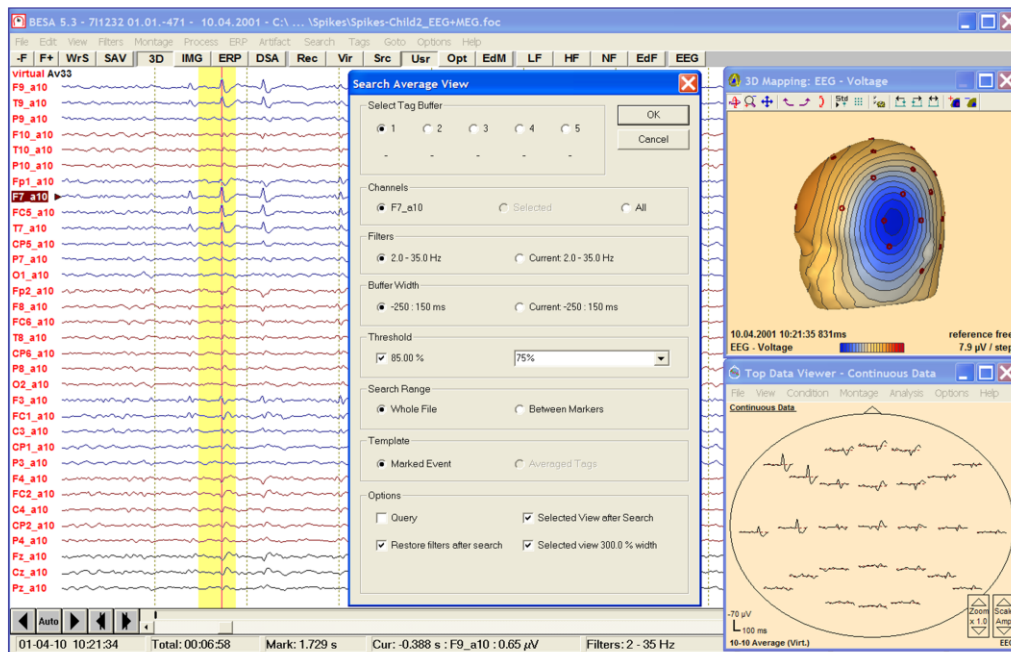 BESA 5.3 - 7l1232 01.01.-471 - 10.04.2001 - C:\ ... \Spikes\Spikes-Child2_EEG+MEG.foc
File Edit View Filters Montage Process ERP Artifact Search Tags Goto Options Help
-F F+ WrS SAV 3D IMG ERP DSA Rec Vir Src Usr Opt EdM LF HF NF EdF EEG
virtual Av33
F9_a10
T9_a10
P9_a10
F10_a10
T10_a10
P10_a10
Fp1_a10
F7_a10
FC5_a10
T7_a10
CP5_a10
P7_a10
O1_a10
Fp2_a10
F8_a10
FC6_a10
T8_a10
CP6_a10
P8_a10
O2_a10
F3_a10
FC1_a10
C3_a10
CP1_a10
P3_a10
F4_a10
FC2_a10
C4_a10
CP2_a10
P4_a10
Fz_a10
Cz_a10
Pz_a10
Search Average View
Select Tag Buffer
1 2 3 4 5
- - - - -
OK
Cancel
Channels
F7_a10 Selected All
Filters
2.0 - 35.0 Hz Current: 2.0 - 35.0 Hz
Buffer Width
-250 : 150 ms Current: -250 : 150 ms
Threshold
85.00 % 75%
Search Range
Whole File Between Markers
Template
Marked Event Averaged Tags
Options
Query Selected View after Search
Restore filters after search Selected view 300.0 % width
3D Mapping: EEG - Voltage
Std
10.04.2001 10:21:35 831ms reference free
EEG - Voltage 7.9 µV / step
Top Data Viewer - Continuous Data
File View Condition Montage Analysis Options Help
Continuous Data
-70 µV
100 ms
Zoom x 1.0
Scale Amp
10-10 Average (Virt.) EEG
Auto
01-04-10 10:21:34 Total: 00:06:58 Mark: 1.729 s Cur: -0.388 s : F9_a10 : 0.65 µV Filters: 2 - 35 Hz